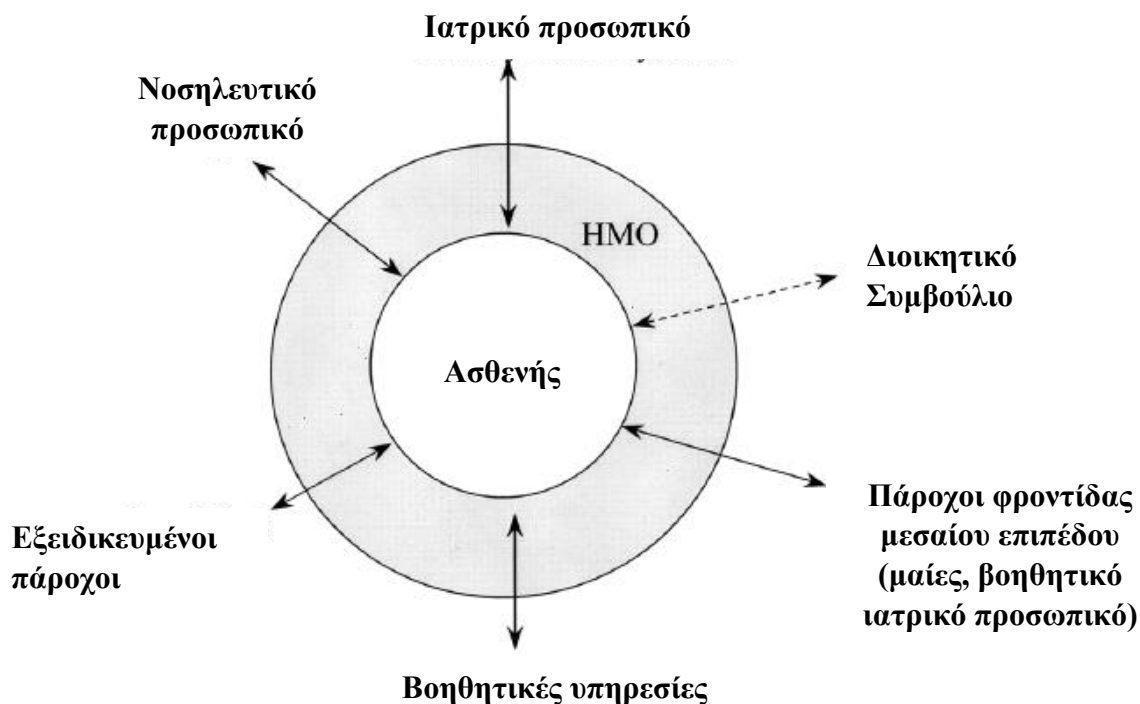 Ιατρικό προσωπικό
Νοσηλευτικό
προσωπικό
HMO
Διοικητικό
Συμβούλιο
Ασθενής
Πάροχοι φροντίδας
μεσαίου επιπέδου
(μαίες, βοηθητικό
ιατρικό προσωπικό)
Εξειδικευμένοι
πάροχοι
Βοηθητικές υπηρεσίες